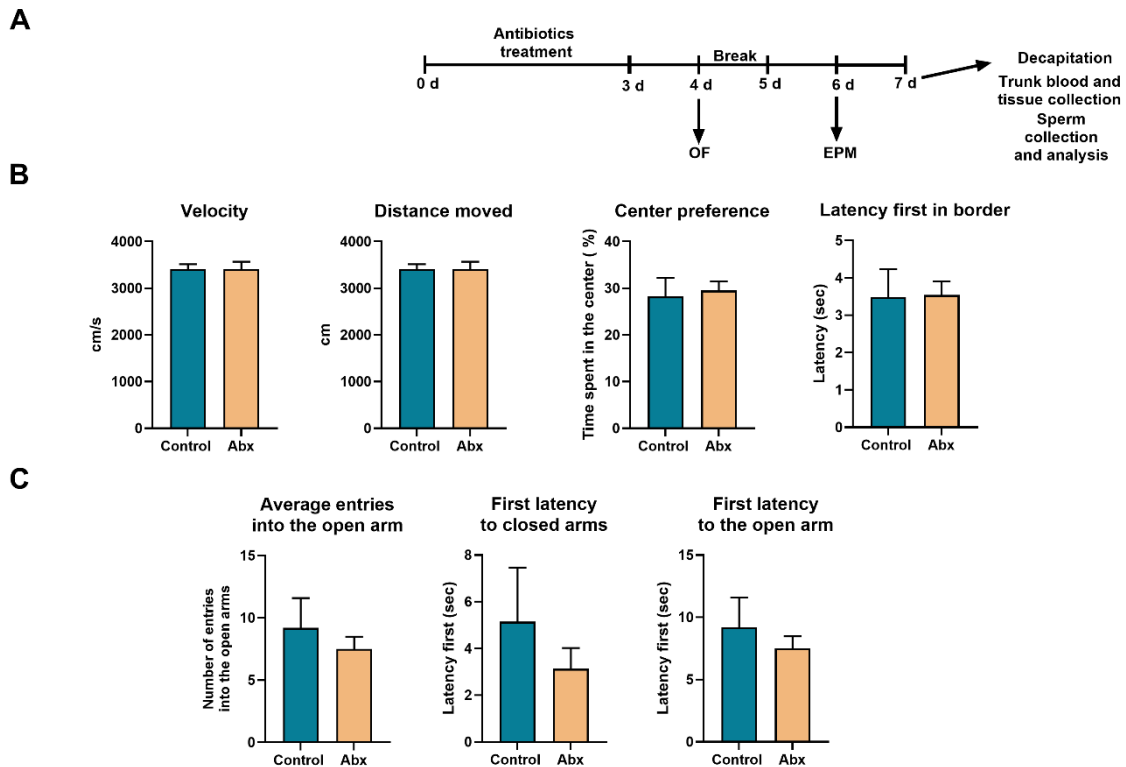 A
Antibiotics
treatment
Break
0 d
3 d
4 d
5 d
6 d
7 d
OF
EPM
Decapitation
Trunk blood and
tissue collection
Sperm
collection
and analysis
B
Velocity
cm/s
4000
3000
2000
1000
0
Control Abx
Distance moved
cm
4000
3000
2000
1000
0
Control Abx
Center preference
Time spent in the center ( %)
40
30
20
10
0
Control Abx
Latency first in border
Latency (sec)
5
4
3
2
1
0
Control Abx
C
Average entries
into the open arm
Number of entries
into the open arms
15
10
5
0
Control Abx
First latency
to closed arms
Latency first (sec)
8
6
4
2
0
Control Abx
First latency
to the open arm
Latency first (sec)
15
10
5
0
Control Abx